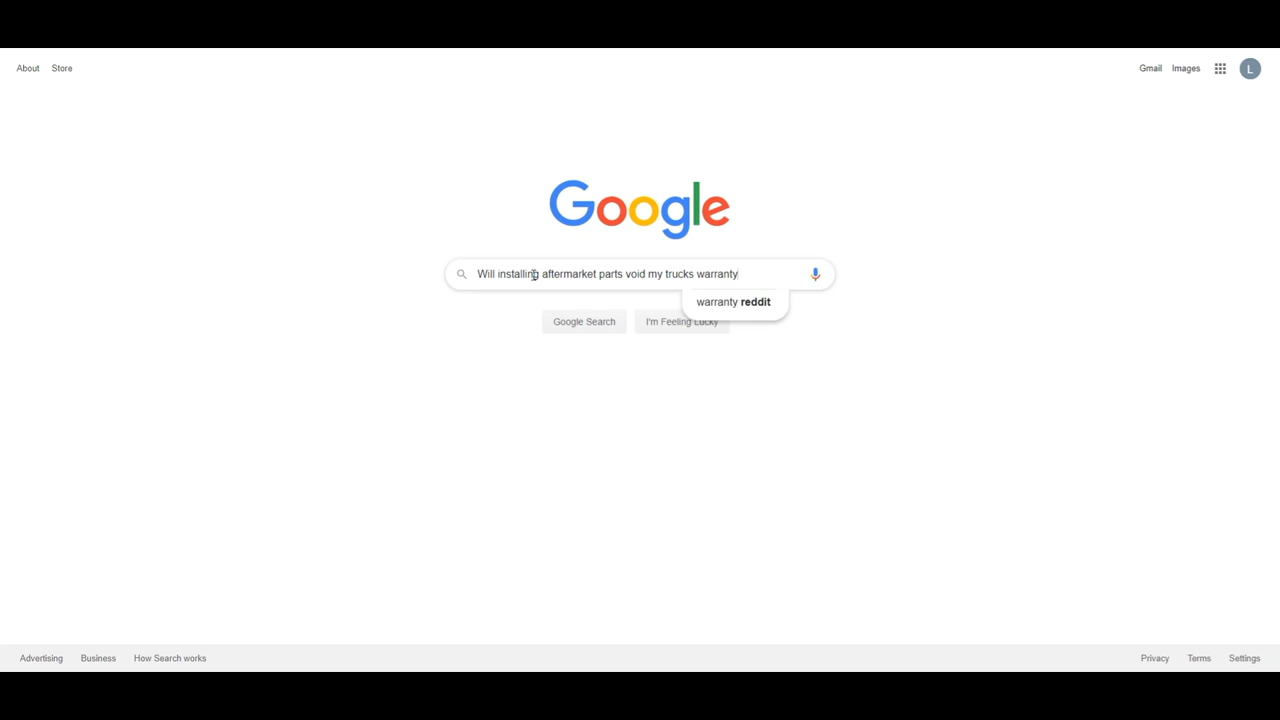 About Store
Gmail Images
L
Google
Will installing aftermarket parts void my trucks warranty
warranty reddit
Google Search I'm Feeling Lucky
Advertising Business How Search works
Privacy Terms Settings